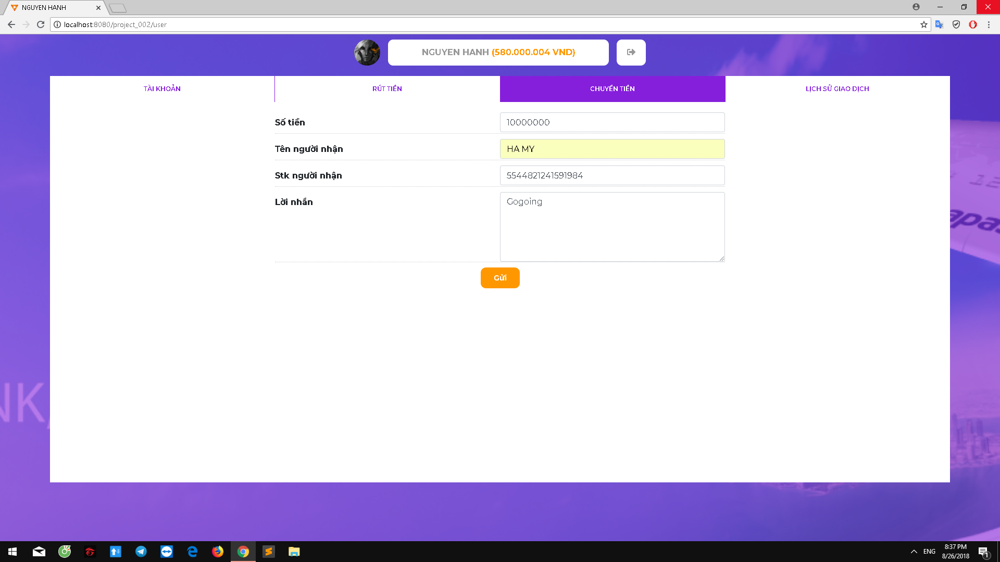 NGUYEN HANH
localhost:8080/project_002/user
NGUYEN HANH (580.000.004 VND)
TÀI KHOẢN
RÚT TIỀN
CHUYỂN TIỀN
LỊCH SỬ GIAO DỊCH
Số tiền
10000000
Tên người nhận
HA MY
Stk người nhận
5544821241591984
Lời nhắn
Gogoing
Gửi
NK
ENG
8:37 PM
8/26/2018
1